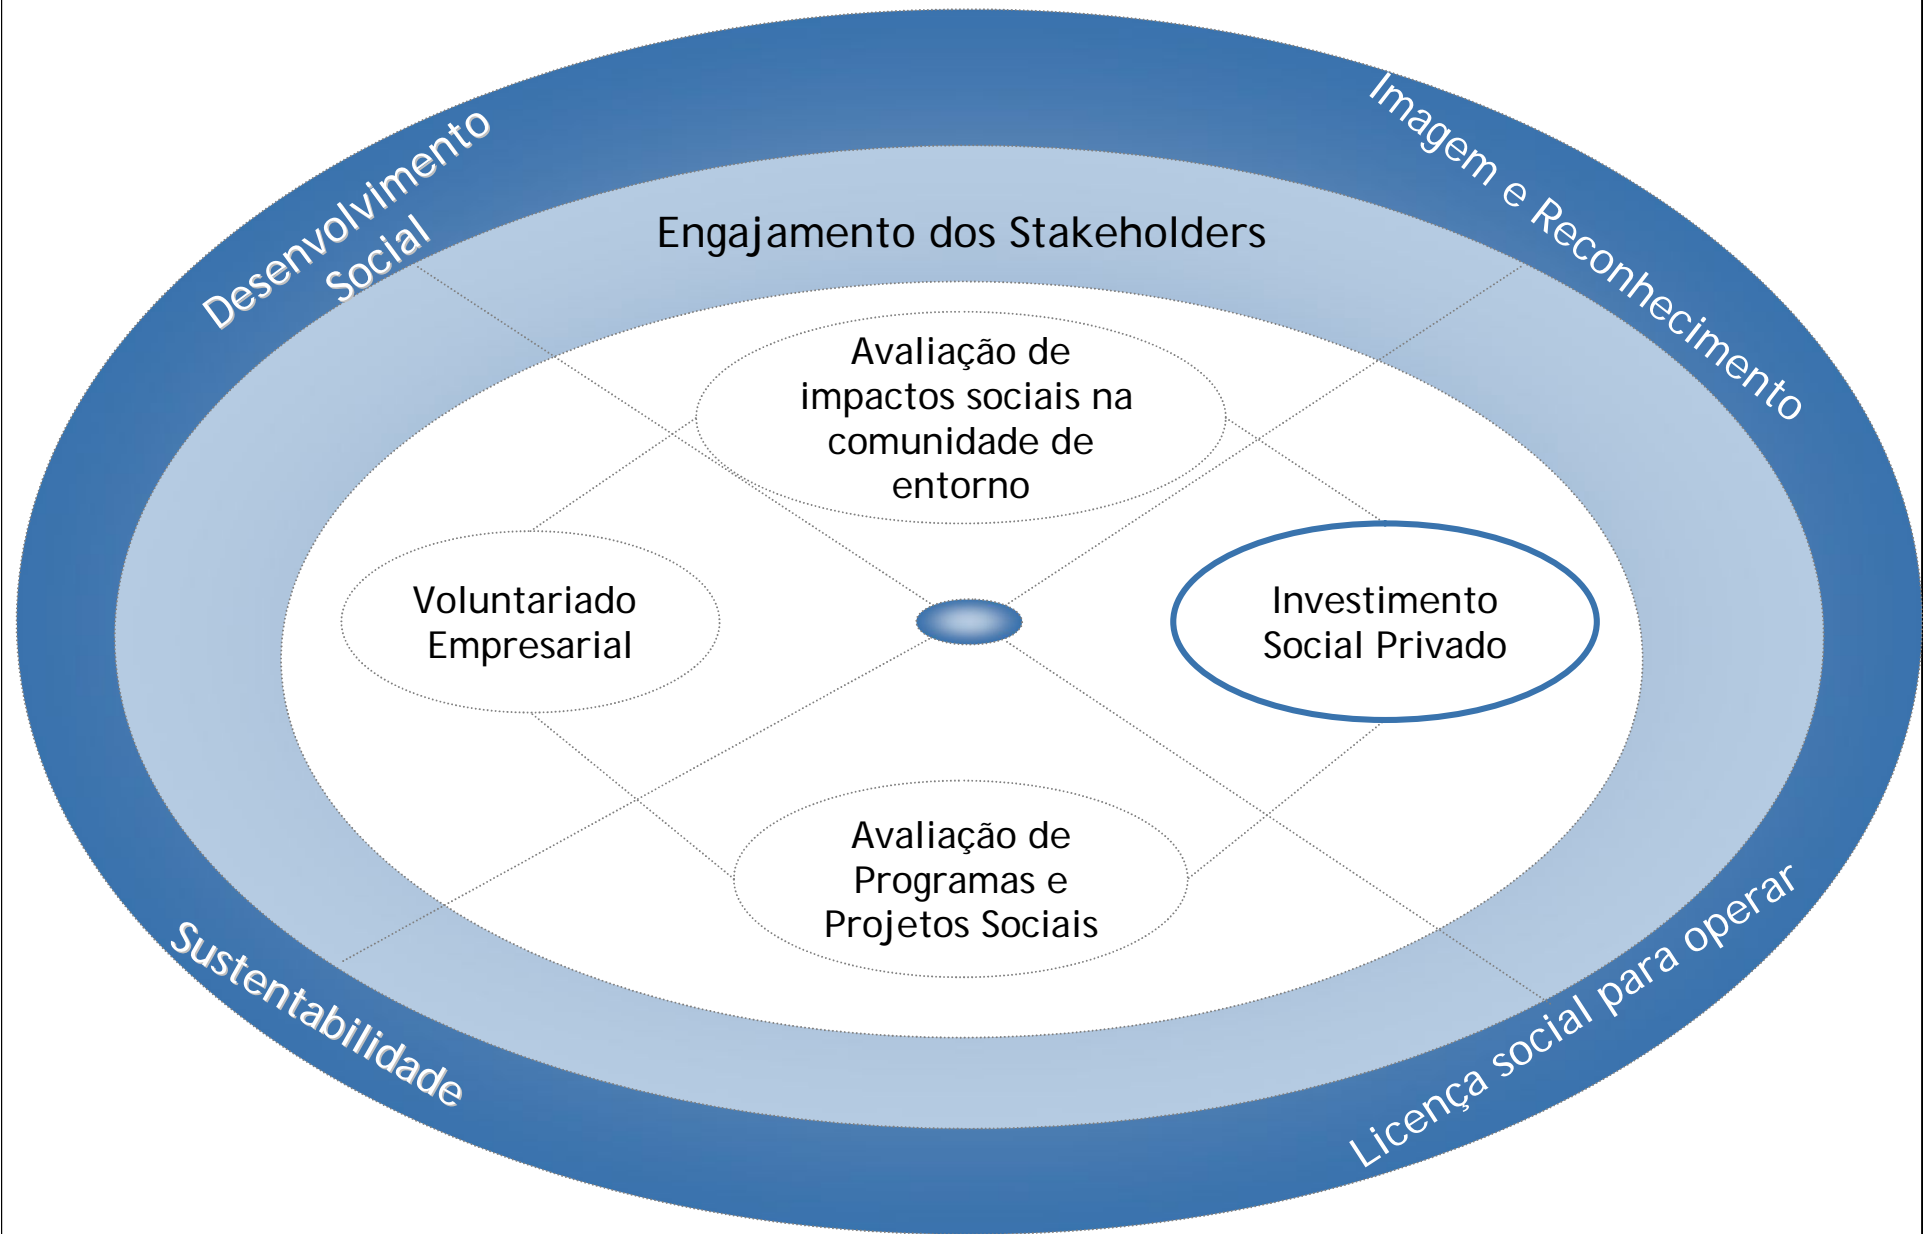 Desenvolvimento
Social
Imagem e Reconhecimento
Engajamento dos Stakeholders
Avaliação de
impactos sociais na
comunidade de
entorno
Voluntariado
Empresarial
Investimento
Social Privado
Avaliação de
Programas e
Projetos Sociais
Sustentabilidade
Licença social para operar